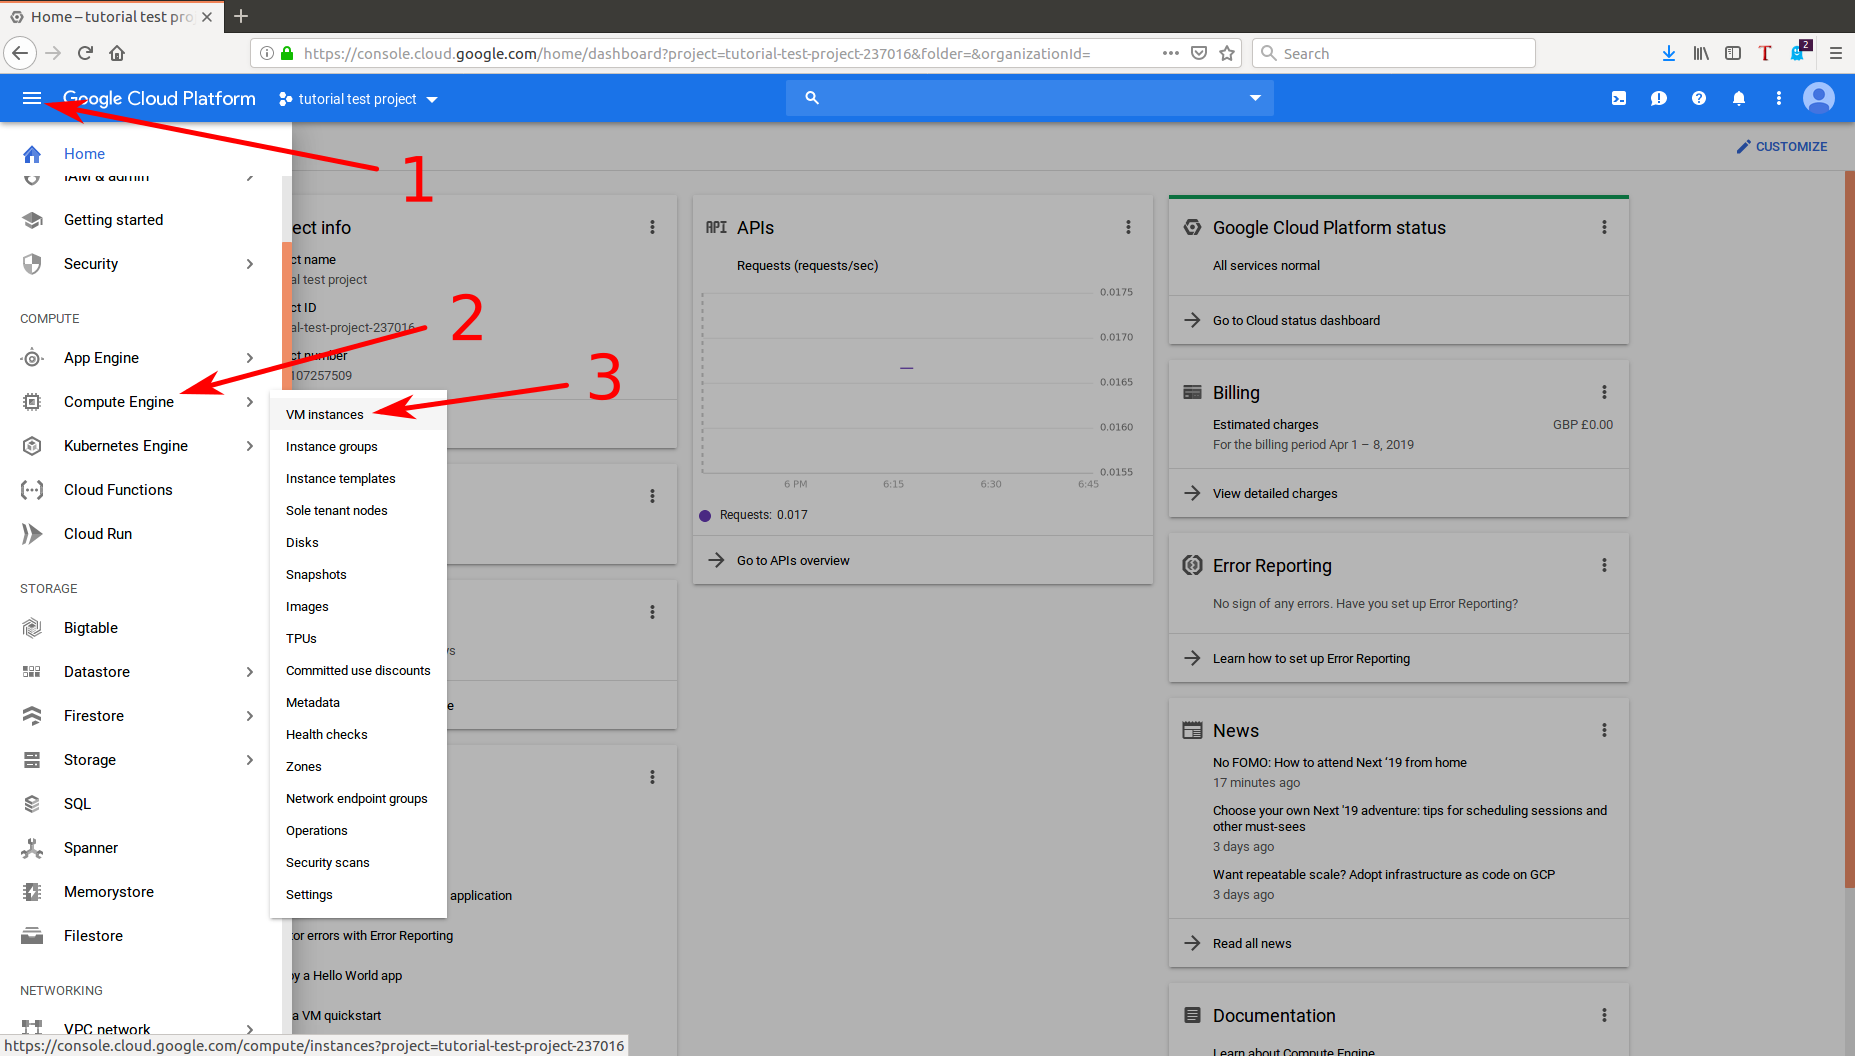 Home – tutorial test pro
https://console.cloud.google.com/home/dashboard?project=tutorial-test-project-237016&folder=&organizationId=
Search
T
2
Google Cloud Platform
tutorial test project
1
2
3
Home
IAM & admin
Getting started
Security
COMPUTE
App Engine
Compute Engine
Kubernetes Engine
Cloud Functions
Cloud Run
STORAGE
Bigtable
Datastore
Firestore
Storage
SQL
Spanner
Memorystore
Filestore
NETWORKING
VPC network
VM instances
Instance groups
Instance templates
Sole tenant nodes
Disks
Snapshots
Images
TPUs
Committed use discounts
Metadata
Health checks
Zones
Network endpoint groups
Operations
Security scans
Settings
CUSTOMIZE
ect info
ct name
al test project
ct ID
al-test-project-237016
ct number
107257509
s
e
application
or errors with Error Reporting
y a Hello World app
a VM quickstart
API
APIs
Requests (requests/sec)
0.0175
0.0170
0.0165
0.0160
0.0155
6 PM
6:15
6:30
6:45
Requests: 0.017
Go to APIs overview
Google Cloud Platform status
All services normal
Go to Cloud status dashboard
Billing
Estimated charges
GBP £0.00
For the billing period Apr 1 – 8, 2019
View detailed charges
Error Reporting
No sign of any errors. Have you set up Error Reporting?
Learn how to set up Error Reporting
News
No FOMO: How to attend Next '19 from home
17 minutes ago
Choose your own Next '19 adventure: tips for scheduling sessions and
other must-sees
3 days ago
Want repeatable scale? Adopt infrastructure as code on GCP
3 days ago
Read all news
Documentation
Learn about Compute Engine
https://console.cloud.google.com/compute/instances?project=tutorial-test-project-237016